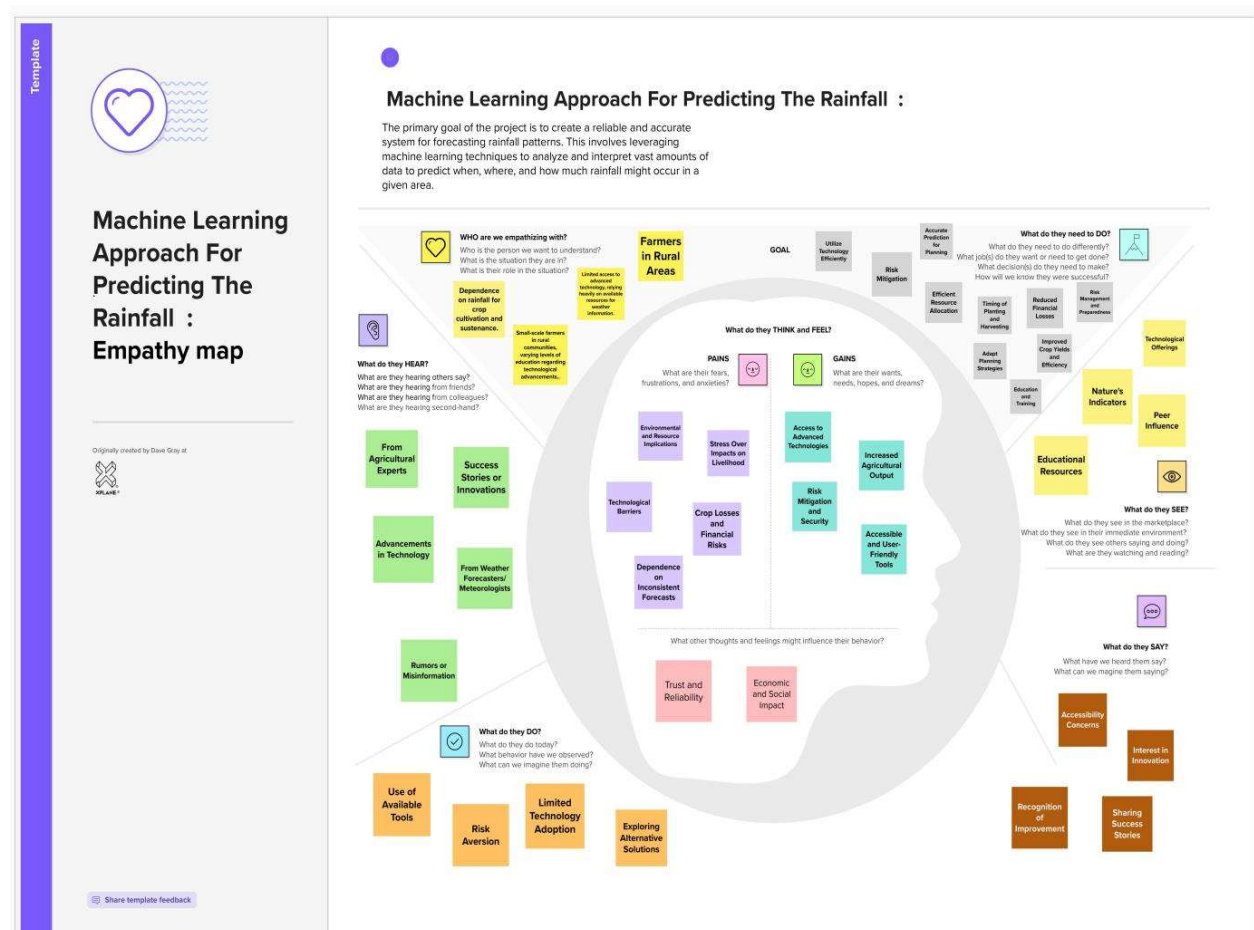 Template
Machine Learning
Approach For
Predicting The
Rainfall :
Empathy map
Originally created by Dave Gray at
XPLANE
Share template feedback
Machine Learning Approach For Predicting The Rainfall :
The primary goal of the project is to create a reliable and accurate
system for forecasting rainfall patterns. This involves leveraging
machine learning techniques to analyze and interpret vast amounts of
data to predict when, where, and how much rainfall might occur in a
given area.
WHO are we empathizing with?
Who is the person we want to understand?
What is the situation they are in?
What is their role in the situation?
Farmers
in Rural
Areas
Limited access to
advanced
technology, relying
heavily on available
resources for
weather
information.
Dependence
on rainfall for
crop
cultivation and
sustenance.
Small-scale farmers
in rural
communities,
varying levels of
education regarding
technological
advancements..
GOAL
Utilize
Technology
Efficiently
Risk
Mitigation
Accurate
Prediction
for
Planning
What do they need to DO?
What do they need to do differently?
What job(s) do they want or need to get done?
What decision(s) do they need to make?
How will we know they were successful?
Efficient
Resource
Allocation
Timing of
Planting
and
Harvesting
Reduced
Financial
Losses
Risk
Management
and
Preparedness
Adapt
Planning
Strategies
Improved
Crop Yields
and
Efficiency
Education
and
Training
What do they HEAR?
What are they hearing others say?
What are they hearing from friends?
What are they hearing from colleagues?
What are they hearing second-hand?
From
Agricultural
Experts
Success
Stories or
Innovations
Advancements
in Technology
From Weather
Forecasters/
Meteorologists
Rumors or
Misinformation
What do they THINK and FEEL?
PAINS
What are their fears,
frustrations, and anxieties?
GAINS
What are their wants,
needs, hopes, and dreams?
Environmental
and Resource
Implications
Stress Over
Impacts on
Livelihood
Technological
Barriers
Crop Losses
and
Financial
Risks
Dependence
on
Inconsistent
Forecasts
Access to
Advanced
Technologies
Increased
Agricultural
Output
Risk
Mitigation
and
Security
Accessible
and User-
Friendly
Tools
What other thoughts and feelings might influence their behavior?
Trust and
Reliability
Economic
and Social
Impact
Technological
Offerings
Nature's
Indicators
Peer
Influence
Educational
Resources
What do they SEE?
What do they see in the marketplace?
What do they see in their immediate environment?
What do they see others saying and doing?
What are they watching and reading?
What do they SAY?
What have we heard them say?
What can we magine them saying?
Accessibility
Concerns
Interest in
Innovation
Recognition
of
Improvement
Sharing
Success
Stories
What do they DO?
What do they do today?
What behavior have we observed?
What can we imagine them doing?
Use of
Available
Tools
Risk
Aversion
Limited
Technology
Adoption
Exploring
Alternative
Solutions